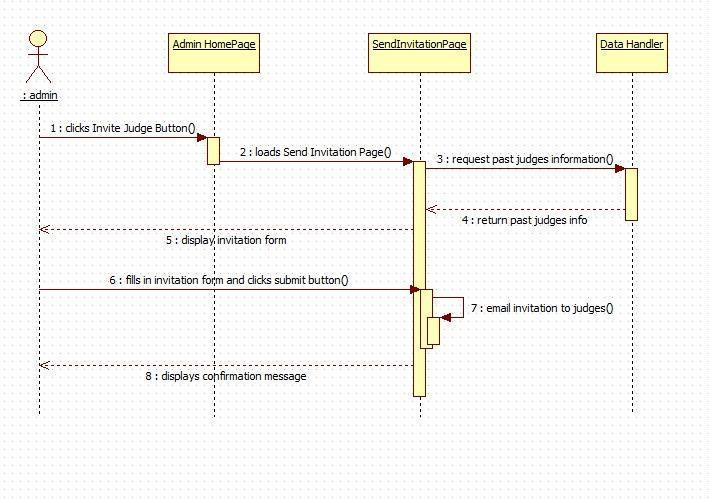 Admin HomePage
SendInvitationPage
Data Handler
: admin
1 : clicks Invite Judge Button()
2 : loads Send Invitation Page()
3 : request past judges information()
4 : return past judges info
5 : display invitation form
6 : fills in invitation form and clicks submit button()
7 : email invitation to judges()
8 : displays confirmation message